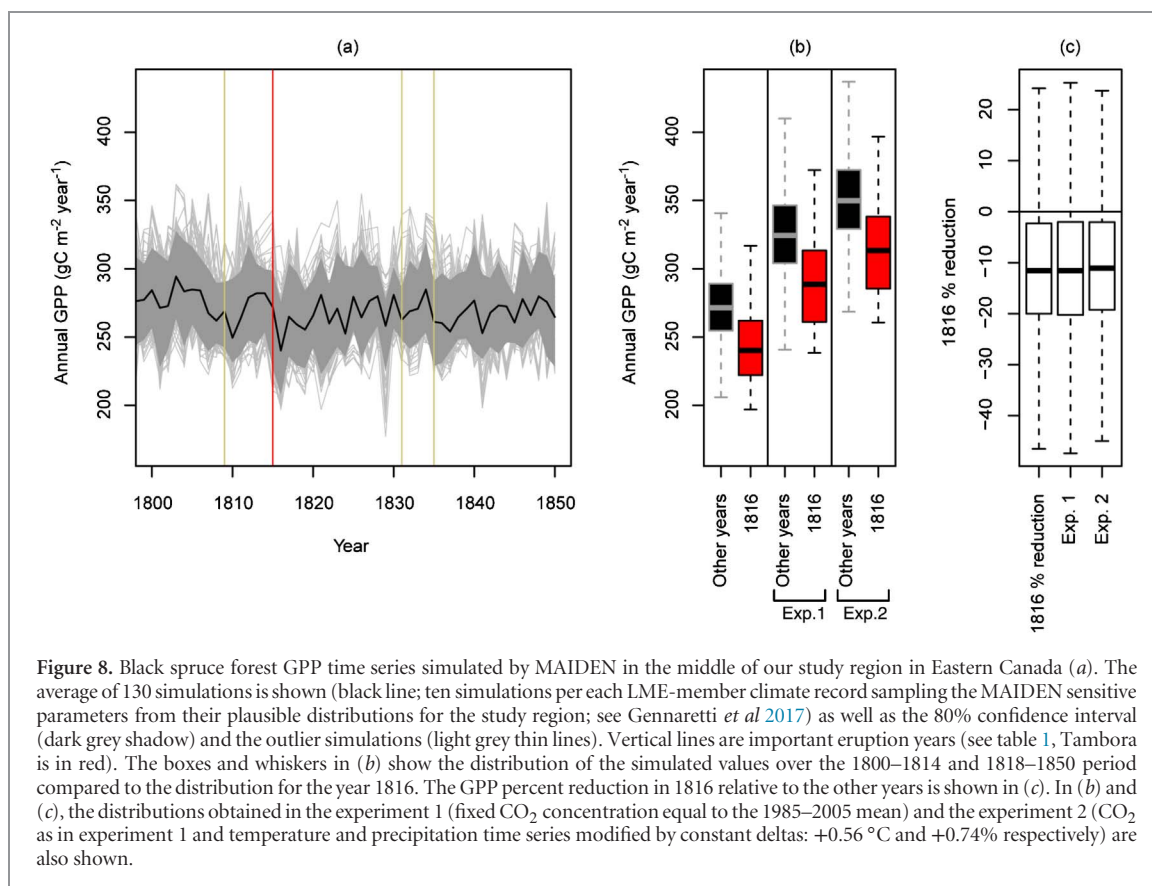 (a)
(b)
(c)
Annual GPP (gC m⁻² year⁻¹)
400
350
300
250
200
1800
1810
1820
1830
1840
1850
Year
Annual GPP (gC m⁻² year⁻¹)
400
350
300
250
200
Other years
1816
Other years
1816
Other years
1816
Exp.1
Exp.2
1816 % reduction
20
10
0
−10
−20
−30
−40
1816 % reduction
Exp. 1
Exp. 2
Figure 8. Black spruce forest GPP time series simulated by MAIDEN in the middle of our study region in Eastern Canada (a). The
average of 130 simulations is shown (black line; ten simulations per each LME-member climate record sampling the MAIDEN sensitive
parameters from their plausible distributions for the study region; see Gennaretti et al 2017) as well as the 80% confidence interval
(dark grey shadow) and the outlier simulations (light grey thin lines). Vertical lines are important eruption years (see table 1, Tambora
is in red). The boxes and whiskers in (b) show the distribution of the simulated values over the 1800–1814 and 1818–1850 period
compared to the distribution for the year 1816. The GPP percent reduction in 1816 relative to the other years is shown in (c). In (b) and
(c), the distributions obtained in the experiment 1 (fixed CO₂ concentration equal to the 1985–2005 mean) and the experiment 2 (CO₂
as in experiment 1 and temperature and precipitation time series modified by constant deltas: +0.56 °C and +0.74% respectively) are
also shown.